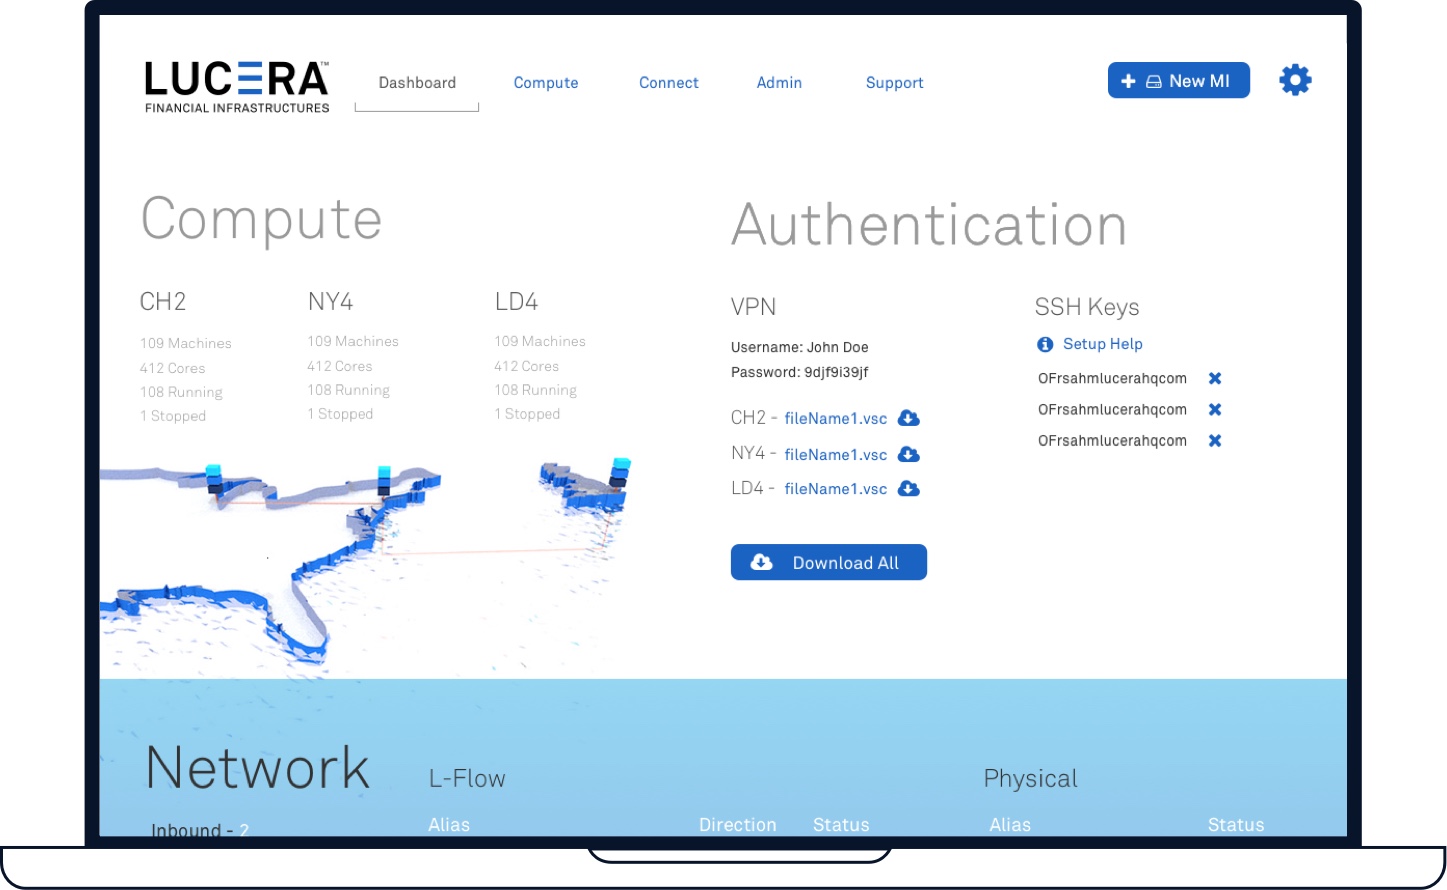 LUCERA™
FINANCIAL INFRASTRUCTURES
Dashboard
Compute
Connect
Admin
Support
New MI
Compute
CH2
109 Machines
412 Cores
108 Running
1 Stopped
NY4
109 Machines
412 Cores
108 Running
1 Stopped
LD4
109 Machines
412 Cores
108 Running
1 Stopped
Authentication
VPN
Username: John Doe
Password: 9djf9i39jf
CH2 - fileName1.vsc
NY4 - fileName1.vsc
LD4 - fileName1.vsc
Download All
SSH Keys
Setup Help
OFrsahmlucerahqcom
OFrsahmlucerahqcom
OFrsahmlucerahqcom
Network
Inbound - 2
L-Flow
Alias Direction Status
Physical
Alias Status